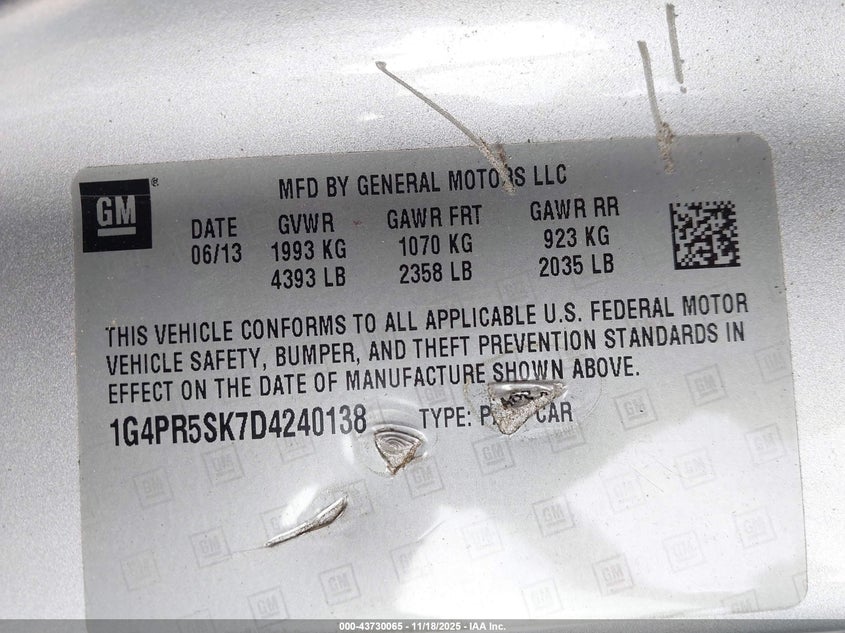 GM®
MFD BY GENERAL MOTORS LLC
DATE GVWR GAWR FRT GAWR RR
06/13 1993 KG 1070 KG 923 KG
4393 LB 2358 LB 2035 LB
THIS VEHICLE CONFORMS TO ALL APPLICABLE U.S. FEDERAL MOTOR
VEHICLE SAFETY, BUMPER, AND THEFT PREVENTION STANDARDS IN
EFFECT ON THE DATE OF MANUFACTURE SHOWN ABOVE.
1G4PR5SK7D4240138 TYPE: CAR
000-43730065 - 11/18/2025 - IAA Inc.